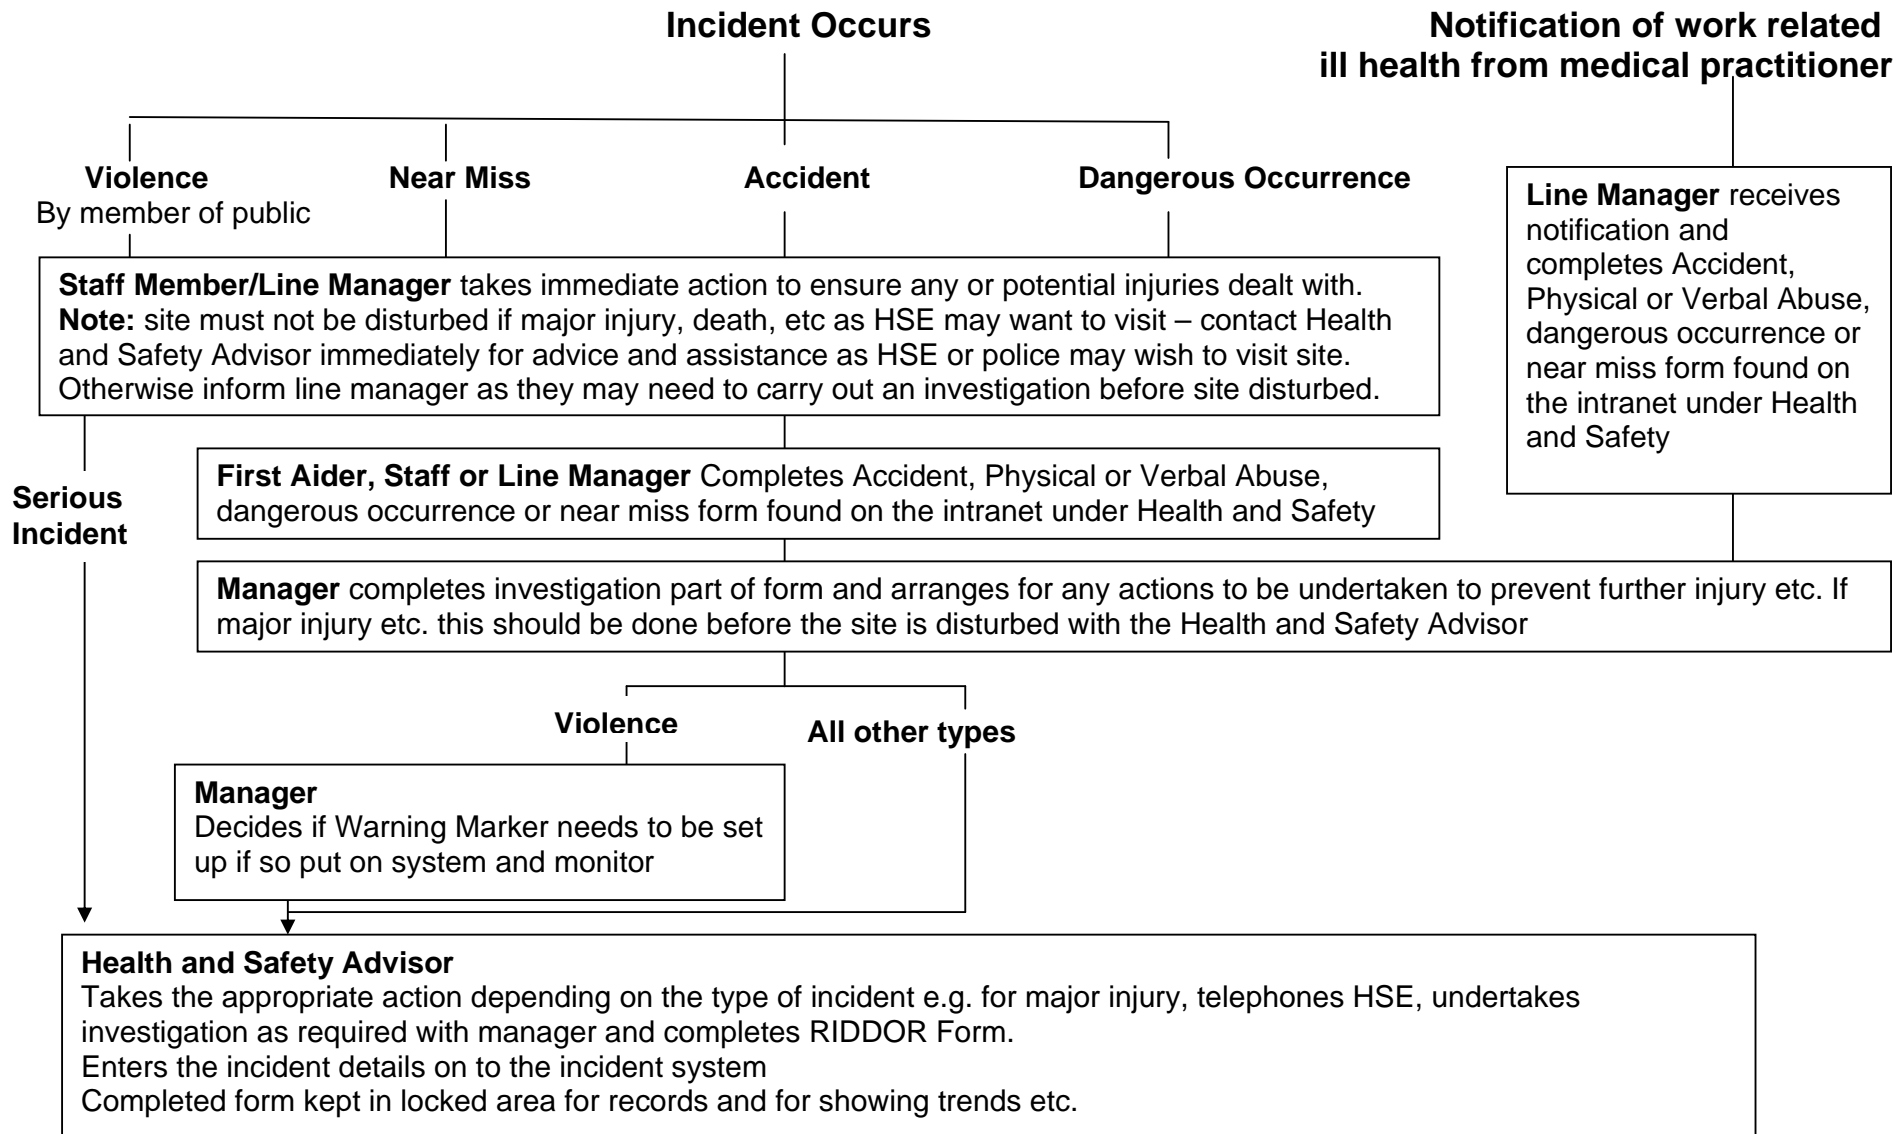 Incident Occurs
Notification of work related
ill health from medical practitioner
Violence
By member of public
Near Miss
Accident
Dangerous Occurrence
Line Manager receives
notification and
completes Accident,
Physical or Verbal Abuse,
dangerous occurrence or
near miss form found on
the intranet under Health
and Safety
Staff Member/Line Manager takes immediate action to ensure any or potential injuries dealt with.
Note: site must not be disturbed if major injury, death, etc as HSE may want to visit – contact Health
and Safety Advisor immediately for advice and assistance as HSE or police may wish to visit site.
Otherwise inform line manager as they may need to carry out an investigation before site disturbed.
Serious
Incident
First Aider, Staff or Line Manager Completes Accident, Physical or Verbal Abuse,
dangerous occurrence or near miss form found on the intranet under Health and Safety
Manager completes investigation part of form and arranges for any actions to be undertaken to prevent further injury etc. If
major injury etc. this should be done before the site is disturbed with the Health and Safety Advisor
Violence
All other types
Manager
Decides if Warning Marker needs to be set
up if so put on system and monitor
Health and Safety Advisor
Takes the appropriate action depending on the type of incident e.g. for major injury, telephones HSE, undertakes
investigation as required with manager and completes RIDDOR Form.
Enters the incident details on to the incident system
Completed form kept in locked area for records and for showing trends etc.